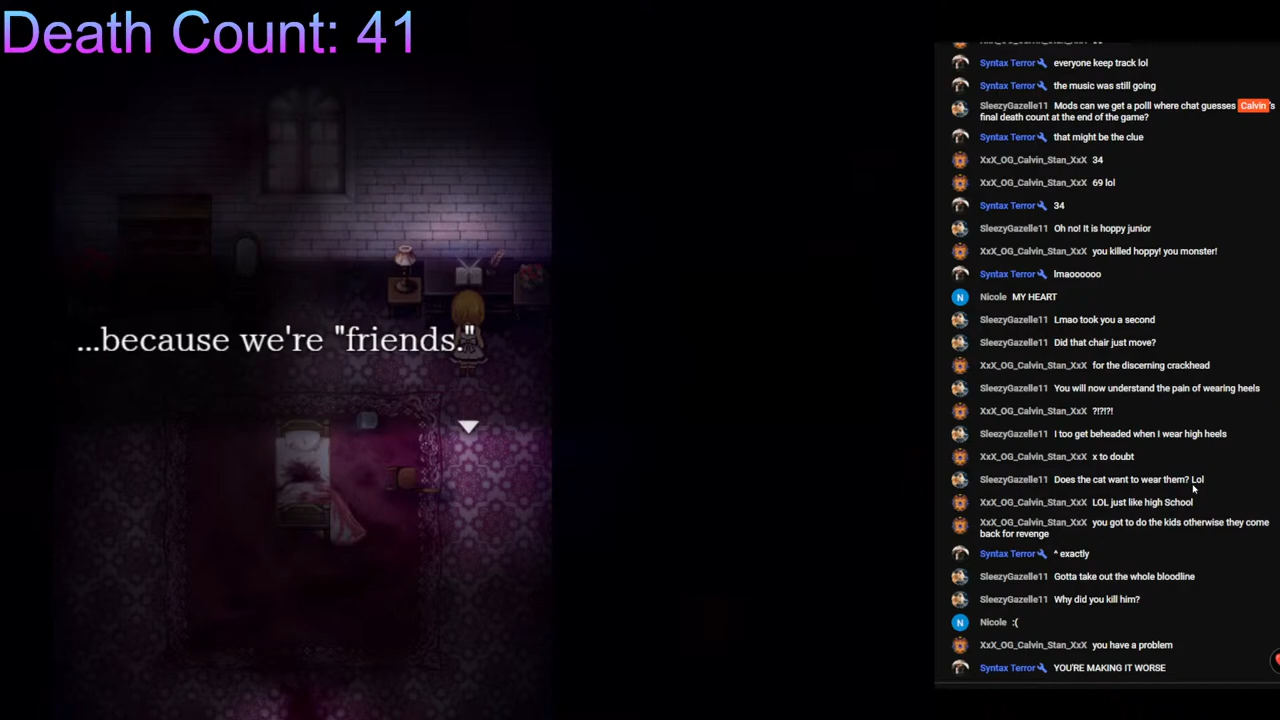 Death Count: 41
...because we're "friends."
Syntax Terror everyone keep track lol
Syntax Terror the music was still going
SleezyGazelle11 Mods can we get a polll where chat guesses Calvin's
final death count at the end of the game?
Syntax Terror that might be the clue
XxX_OG_Calvin_Stan_XxX 34
XxX_OG_Calvin_Stan_XxX 69 lol
Syntax Terror 34
SleezyGazelle11 Oh no! It is hoppy junior
XxX_OG_Calvin_Stan_XxX you killed hoppy! you monster!
Syntax Terror lmaoooooo
N Nicole MY HEART
SleezyGazelle11 Lmao took you a second
SleezyGazelle11 Did that chair just move?
XxX_OG_Calvin_Stan_XxX for the discerning crackhead
SleezyGazelle11 You will now understand the pain of wearing heels
XxX_OG_Calvin_Stan_XxX ?!?!?!
SleezyGazelle11 I too get beheaded when I wear high heels
XxX_OG_Calvin_Stan_XxX x to doubt
SleezyGazelle11 Does the cat want to wear them? Lol
XxX_OG_Calvin_Stan_XxX LOL just like high School
XxX_OG_Calvin_Stan_XxX you got to do the kids otherwise they come
back for revenge
Syntax Terror ^ exactly
SleezyGazelle11 Gotta take out the whole bloodline
SleezyGazelle11 Why did you kill him?
N Nicole :(
XxX_OG_Calvin_Stan_XxX you have a problem
Syntax Terror YOU'RE MAKING IT WORSE